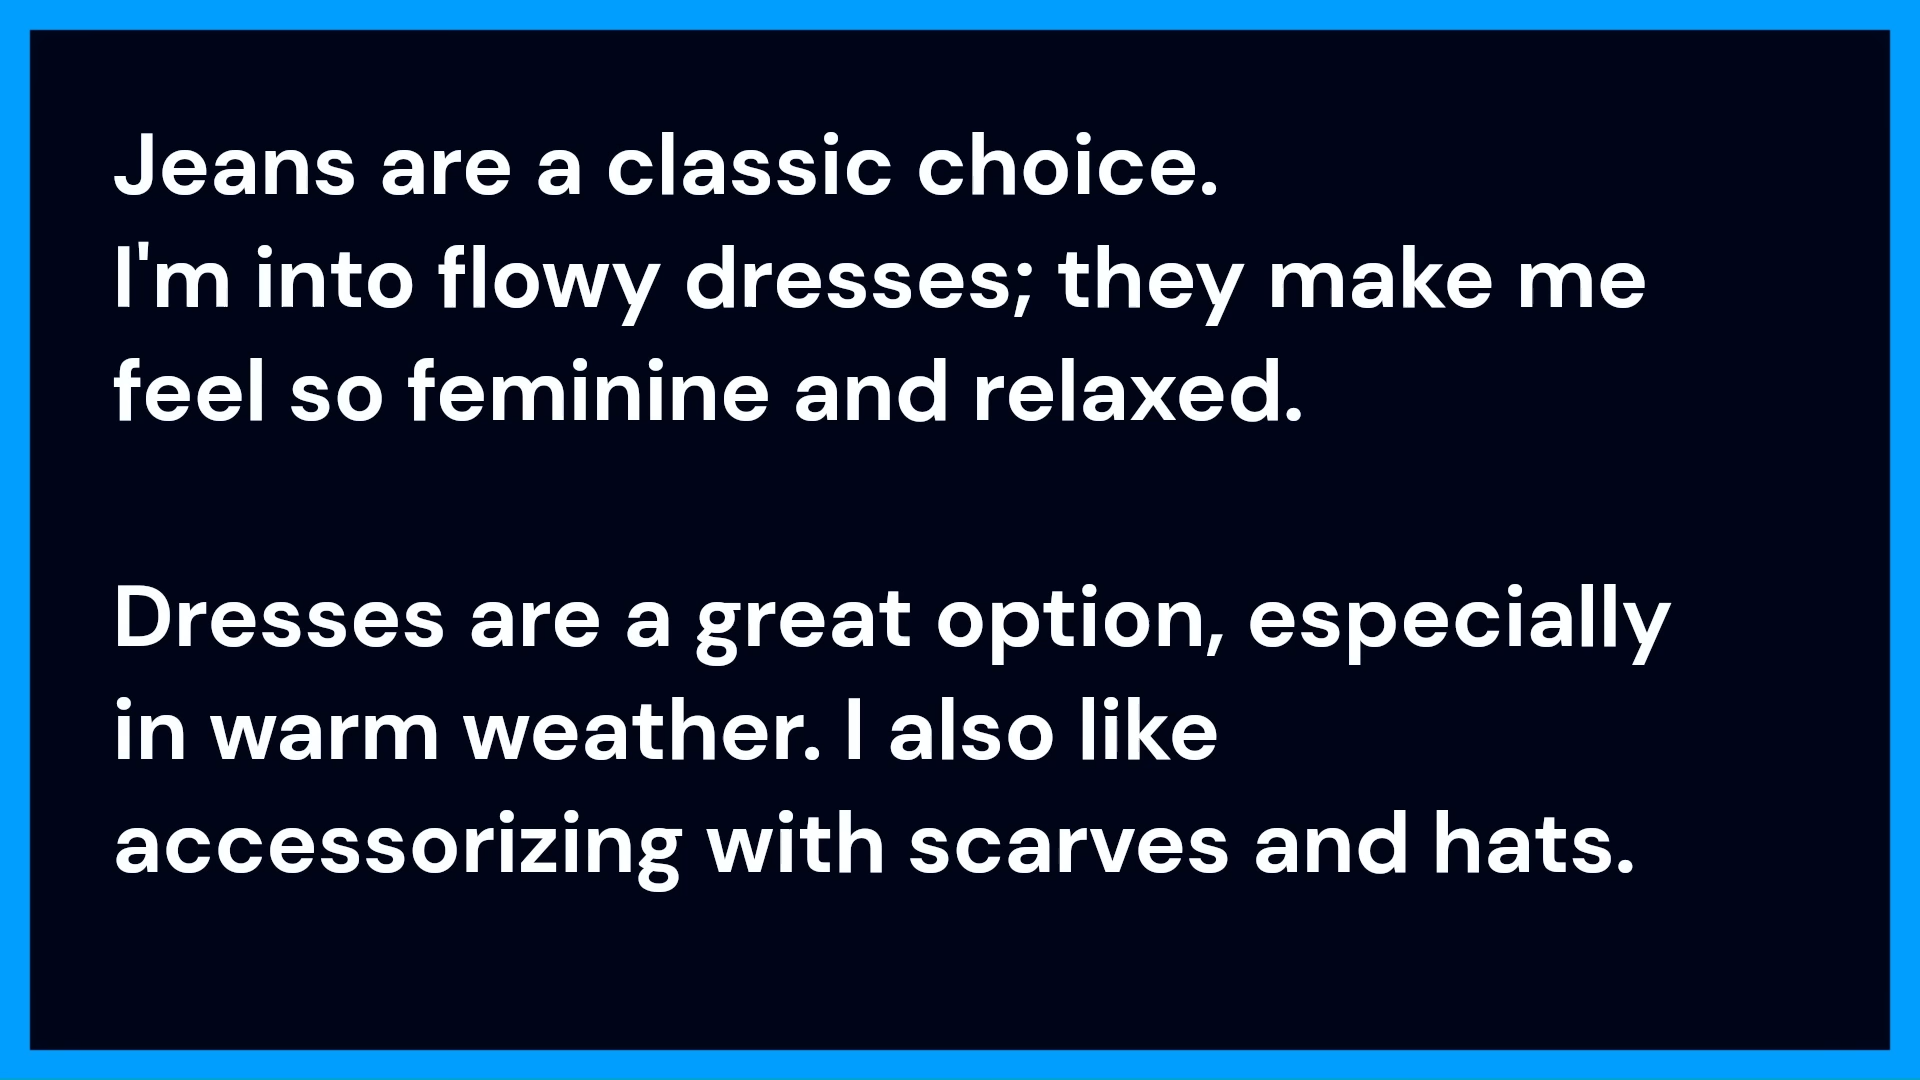 Jeans are a classic choice.
I'm into flowy dresses; they make me
feel so feminine and relaxed.
Dresses are a great option, especially
in warm weather. I also like
accessorizing with scarves and hats.